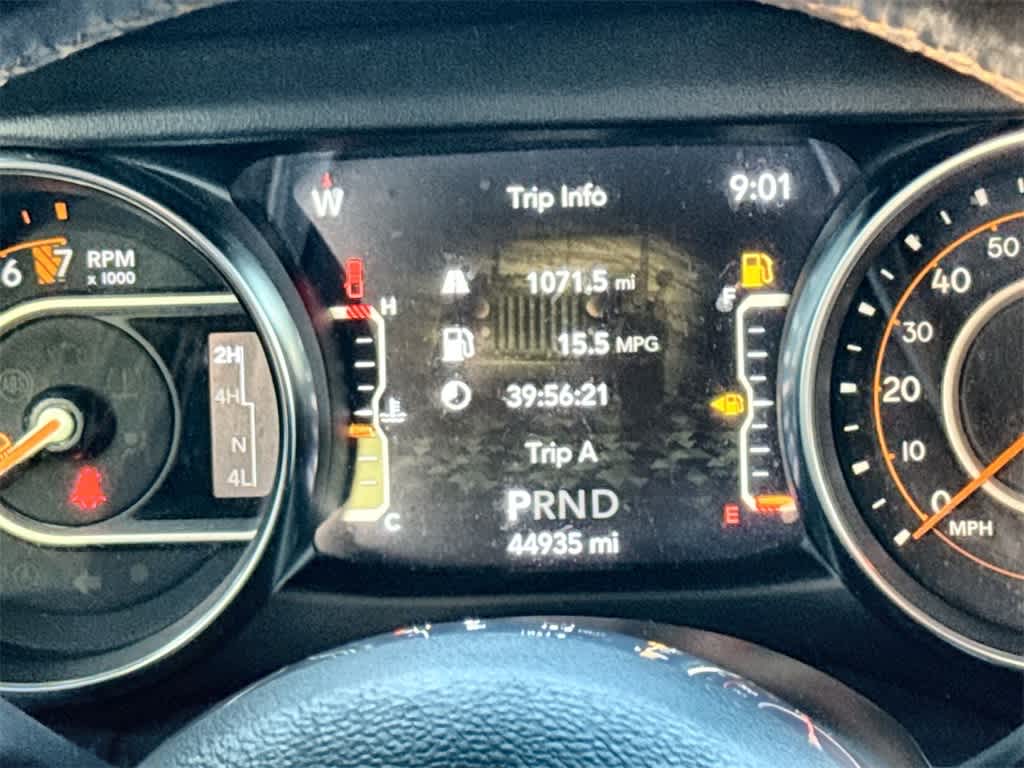 W
Trip Info
9:01
1071.5 mi
15.5 MPG
39:56:21
Trip A
PRND
44935 mi
H
C
F
E
6
7
RPM
x 1000
2H
4H
N
4L
50
40
30
20
10
0
MPH